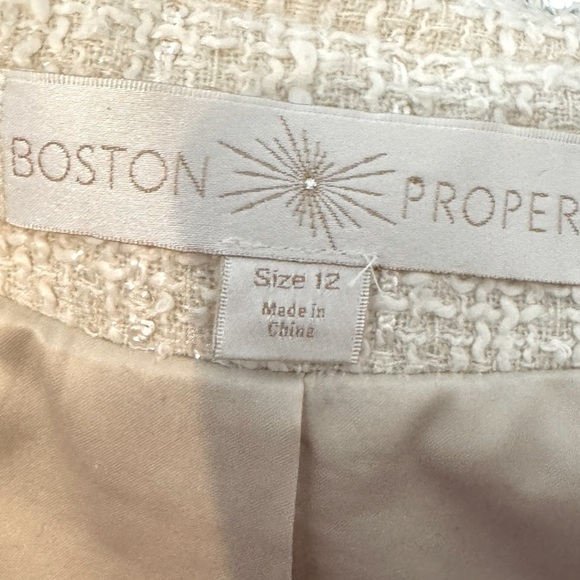 BOSTON PROPER
Size 12
Made in
China